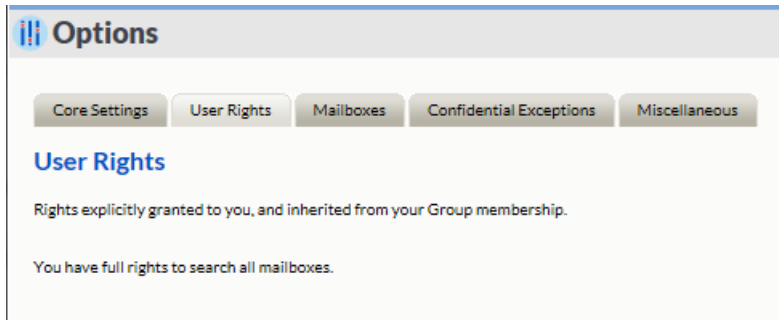 Options
Core Settings User Rights Mailboxes Confidential Exceptions Miscellaneous
User Rights
Rights explicitly granted to you, and inherited from your Group membership.
You have full rights to search all mailboxes.